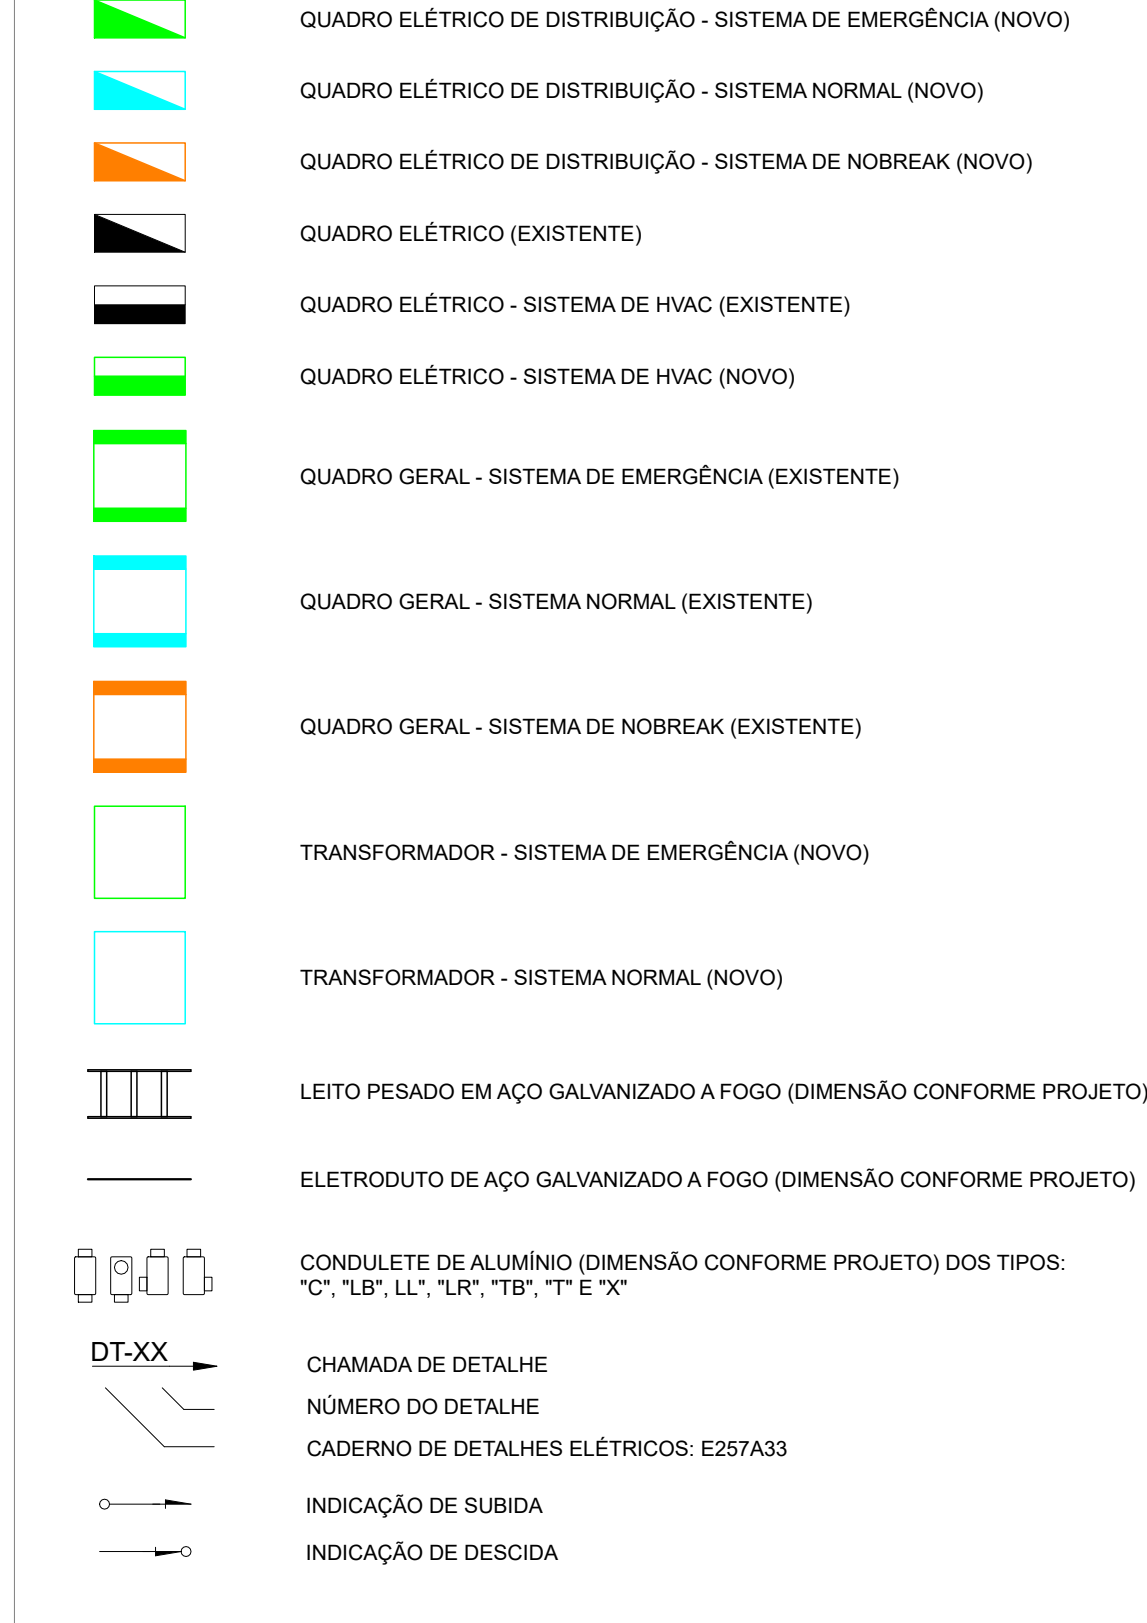 QUADRO ELÉTRICO DE DISTRIBUIÇÃO - SISTEMA DE EMERGÊNCIA (NOVO)
QUADRO ELÉTRICO DE DISTRIBUIÇÃO - SISTEMA NORMAL (NOVO)
QUADRO ELÉTRICO DE DISTRIBUIÇÃO - SISTEMA DE NOBREAK (NOVO)
QUADRO ELÉTRICO (EXISTENTE)
QUADRO ELÉTRICO - SISTEMA DE HVAC (EXISTENTE)
QUADRO ELÉTRICO - SISTEMA DE HVAC (NOVO)
QUADRO GERAL - SISTEMA DE EMERGÊNCIA (EXISTENTE)
QUADRO GERAL - SISTEMA NORMAL (EXISTENTE)
QUADRO GERAL - SISTEMA DE NOBREAK (EXISTENTE)
TRANSFORMADOR - SISTEMA DE EMERGÊNCIA (NOVO)
TRANSFORMADOR - SISTEMA NORMAL (NOVO)
LEITO PESADO EM AÇO GALVANIZADO A FOGO (DIMENSÃO CONFORME PROJETO)
ELETRODUTO DE AÇO GALVANIZADO A FOGO (DIMENSÃO CONFORME PROJETO)
CONDULETE DE ALUMÍNIO (DIMENSÃO CONFORME PROJETO) DOS TIPOS:
"C", "LB", LL", "LR", "TB", "T" E "X"
DT-XX
CHAMADA DE DETALHE
NÚMERO DO DETALHE
CADERNO DE DETALHES ELÉTRICOS: E257A33
INDICAÇÃO DE SUBIDA
INDICAÇÃO DE DESCIDA